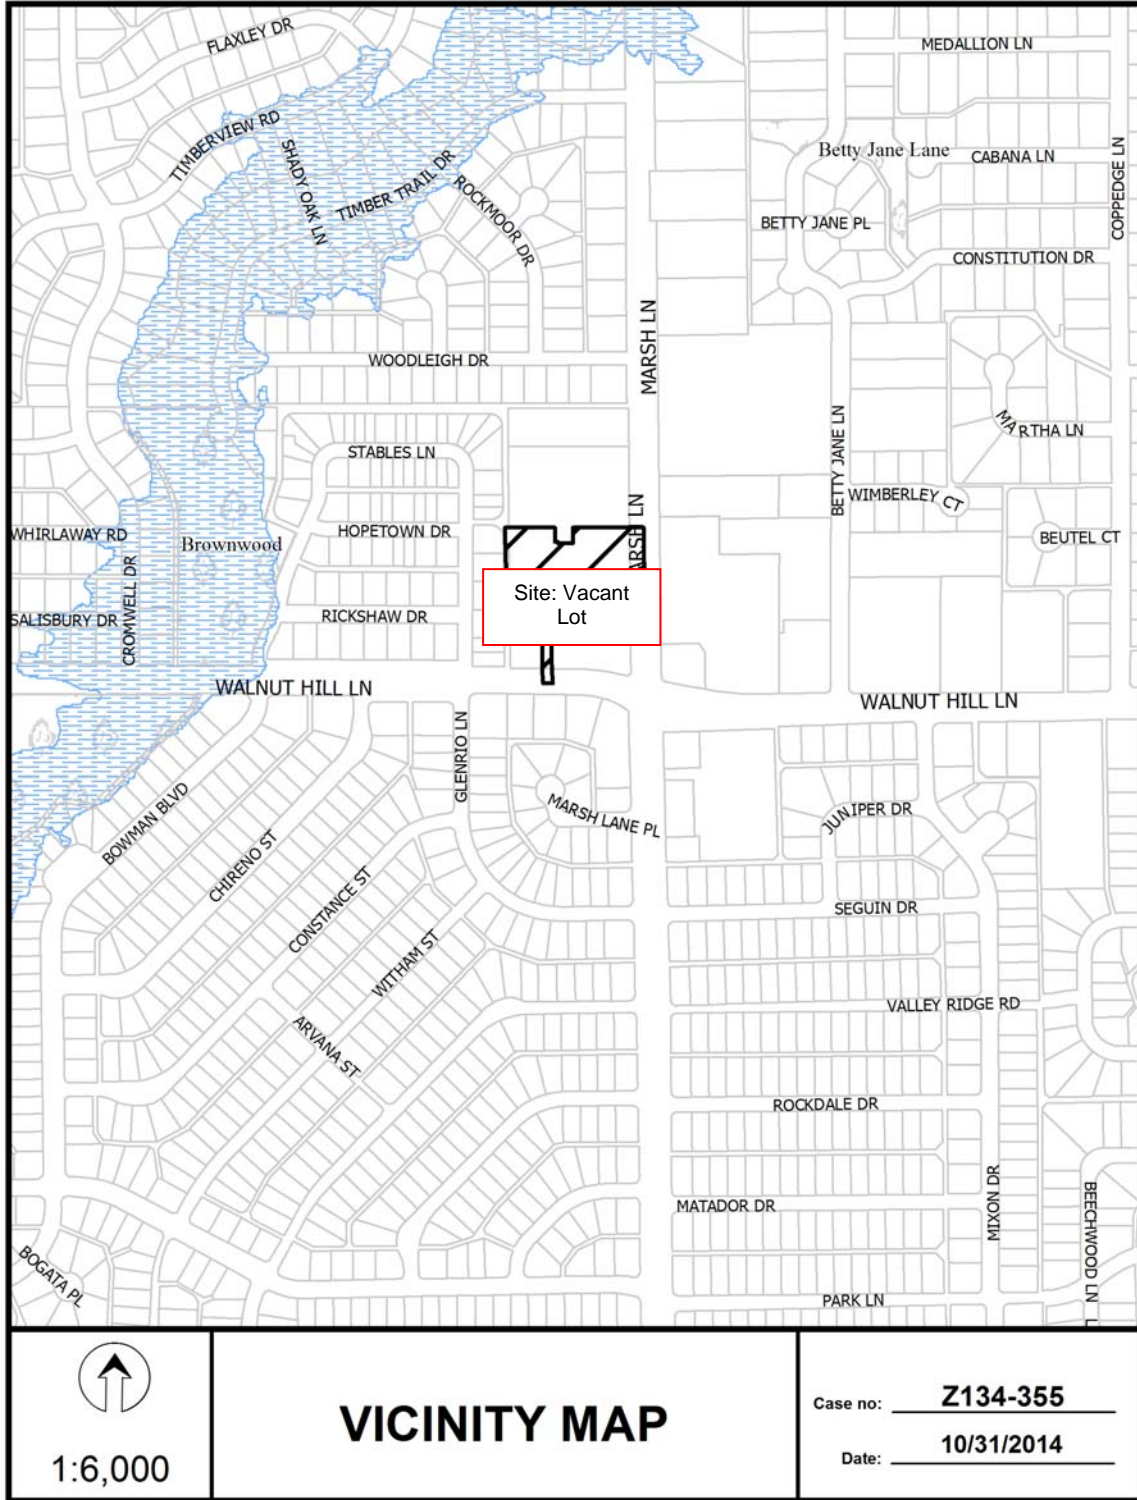 FLAXLEY DR
MEDALLION LN
TIMBERVIEW RD
SHADY OAK LN
TIMBER TRAIL DR
ROCKMOOR DR
Betty Jane Lane
CABANA LN
COPPEDGE LN
BETTY JANE PL
CONSTITUTION DR
MARSH LN
WOODLEIGH DR
BETTY JANE LN
MARTHA LN
STABLES LN
WIMBERLEY CT
WHIRLAWAY RD
Brownwood
HOPETOWN DR
MARSH LN
BEUTEL CT
CROMWELL DR
Site: Vacant
Lot
SALISBURY DR
RICKSHAW DR
WALNUT HILL LN
WALNUT HILL LN
GLENRIO LN
BOWMAN BLVD
MARSH LANE PL
JUNIPER DR
CHIRENO ST
CONSTANCE ST
SEGUIN DR
WITHAM ST
VALLEY RIDGE RD
ARVANA ST
ROCKDALE DR
MATADOR DR
MIXON DR
BEECHWOOD LN
L
BOGATA PL
PARK LN
1:6,000
VICINITY MAP
Case no: Z134-355
Date: 10/31/2014